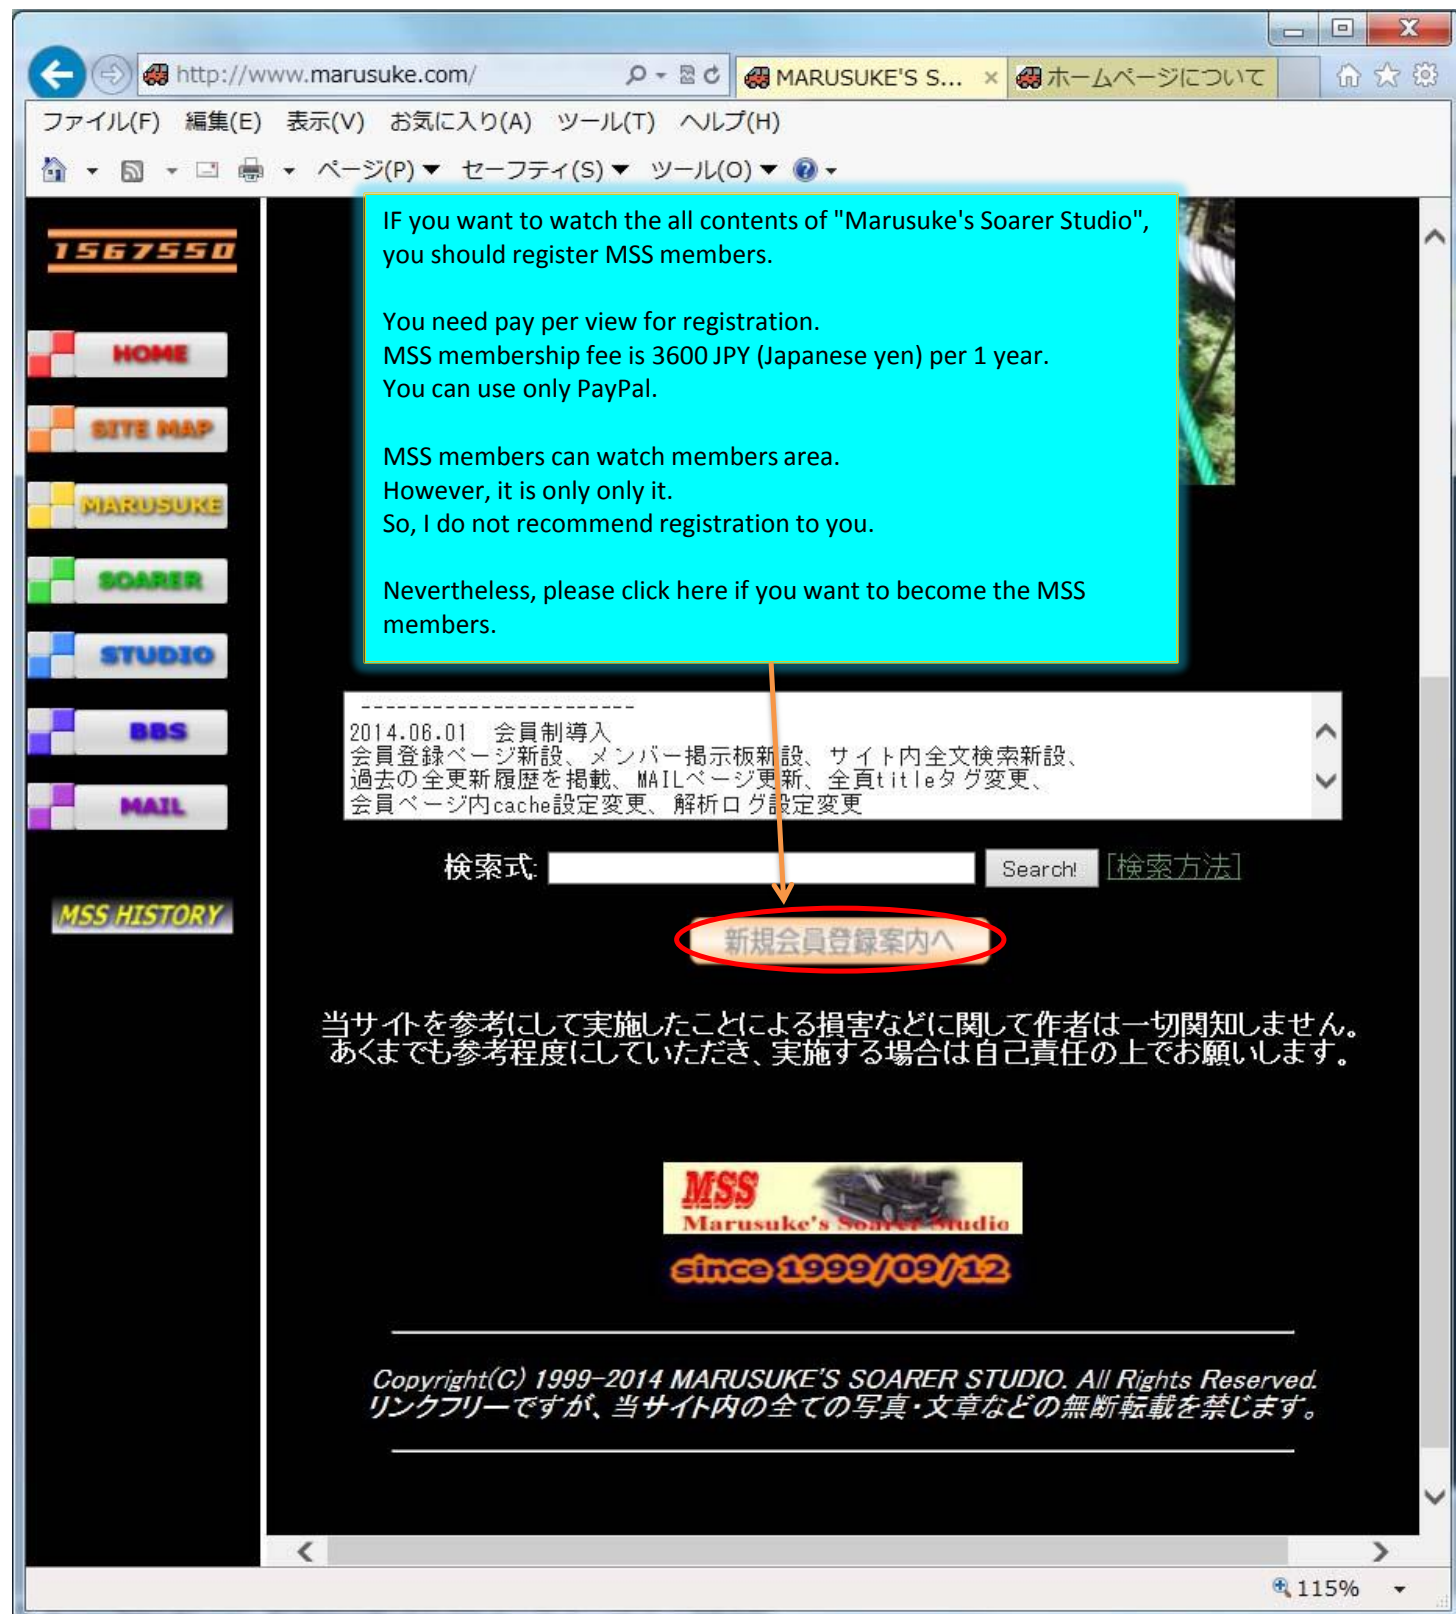 X
http://www.marusuke.com/
MARUSUKE'S S...
ホームページについて
ファイル(F) 編集(E) 表示(V) お気に入り(A) ツール(T) ヘルプ(H)
ページ(P) セーフティ(S) ツール(O)
1567550
HOME
SITE MAP
MARUSUKE
SOARER
STUDIO
BBS
MAIL
MSS HISTORY
IF you want to watch the all contents of "Marusuke's Soarer Studio",
you should register MSS members.
You need pay per view for registration.
MSS membership fee is 3600 JPY (Japanese yen) per 1 year.
You can use only PayPal.
MSS members can watch members area.
However, it is only only it.
So, I do not recommend registration to you.
Nevertheless, please click here if you want to become the MSS
members.
-----------------------
2014.06.01 会員制導入
会員登録ページ新設、メンバー掲示板新設、サイト内全文検索新設、
過去の全更新履歴を掲載、MAILページ更新、全頁titleタグ変更、
会員ページ内cache設定変更、解析ログ設定変更
検索式: Search! [検索方法]
新規会員登録案内へ
当サイトを参考にして実施したことによる損害などに関して作者は一切関知しません。
あくまでも参考程度にしていただき、実施する場合は自己責任の上でお願いします。
MSS
Marusuke's Soarer Studio
since 1999/09/12
Copyright(C) 1999-2014 MARUSUKE'S SOARER STUDIO. All Rights Reserved.
リンクフリーですが、当サイト内の全ての写真・文章などの無断転載を禁じます。
115%